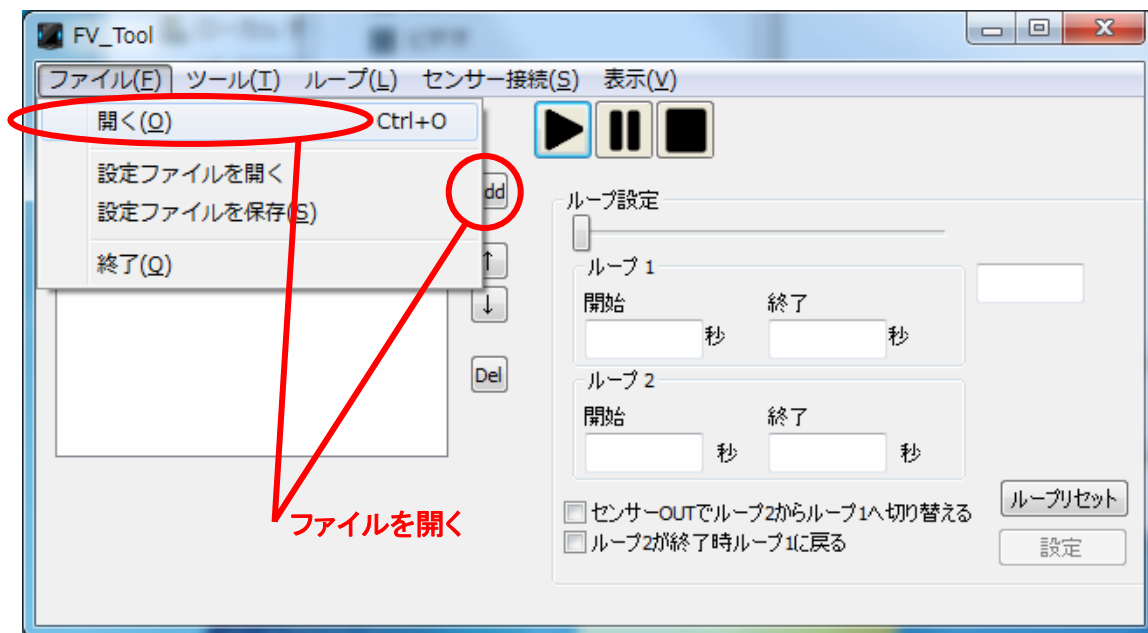 FV_Tool
ファイル(F) ツール(T) ループ(L) センサー接続(S) 表示(V)
開く(O) Ctrl+O
設定ファイルを開く
設定ファイルを保存(S)
終了(Q)
dd
↑
↓
Del
ループ設定
ループ 1
開始 終了
秒 秒
ループ 2
開始 終了
秒 秒
センサーOUTでループ2からループ1へ切り替える
ループ2が終了時ループ1に戻る
ループリセット
設定
ファイルを開く